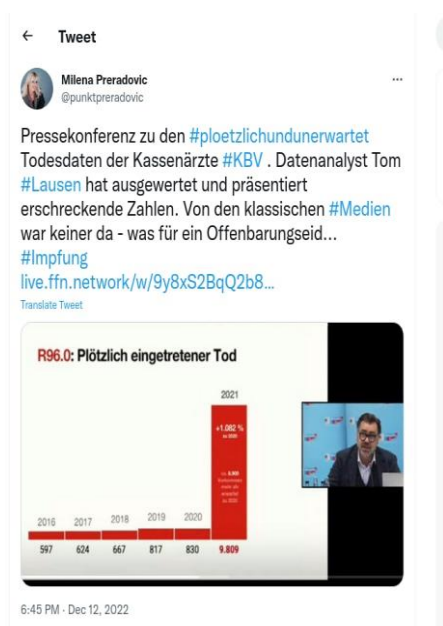 ← Tweet
Milena Preradovic
@punktpreradovic
Pressekonferenz zu den #ploetzlichundunerwartet
Todesdaten der Kassenärzte #KBV . Datenanalyst Tom
#Lausen hat ausgewertet und präsentiert
erschreckende Zahlen. Von den klassischen #Medien
war keiner da - was für ein Offenbarungseid...
#Impfung
live.ffn.network/w/9y8xS2BqQ2b8...
Translate Tweet
R96.0: Plötzlich eingetretener Tod
2021
+1.082 %
2016 2017 2018 2019 2020
597 624 667 817 830 9.809
6:45 PM · Dec 12, 2022